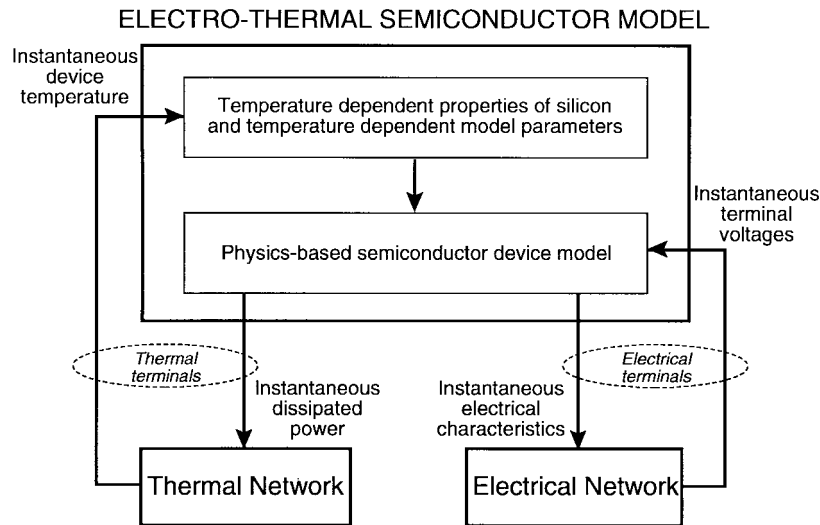 ELECTRO-THERMAL SEMICONDUCTOR MODEL
Instantaneous
device
temperature
Temperature dependent properties of silicon
and temperature dependent model parameters
Instantaneous
terminal
voltages
Physics-based semiconductor device model
Thermal
terminals
Electrical
terminals
Instantaneous
dissipated
power
Instantaneous
electrical
characteristics
Thermal Network
Electrical Network